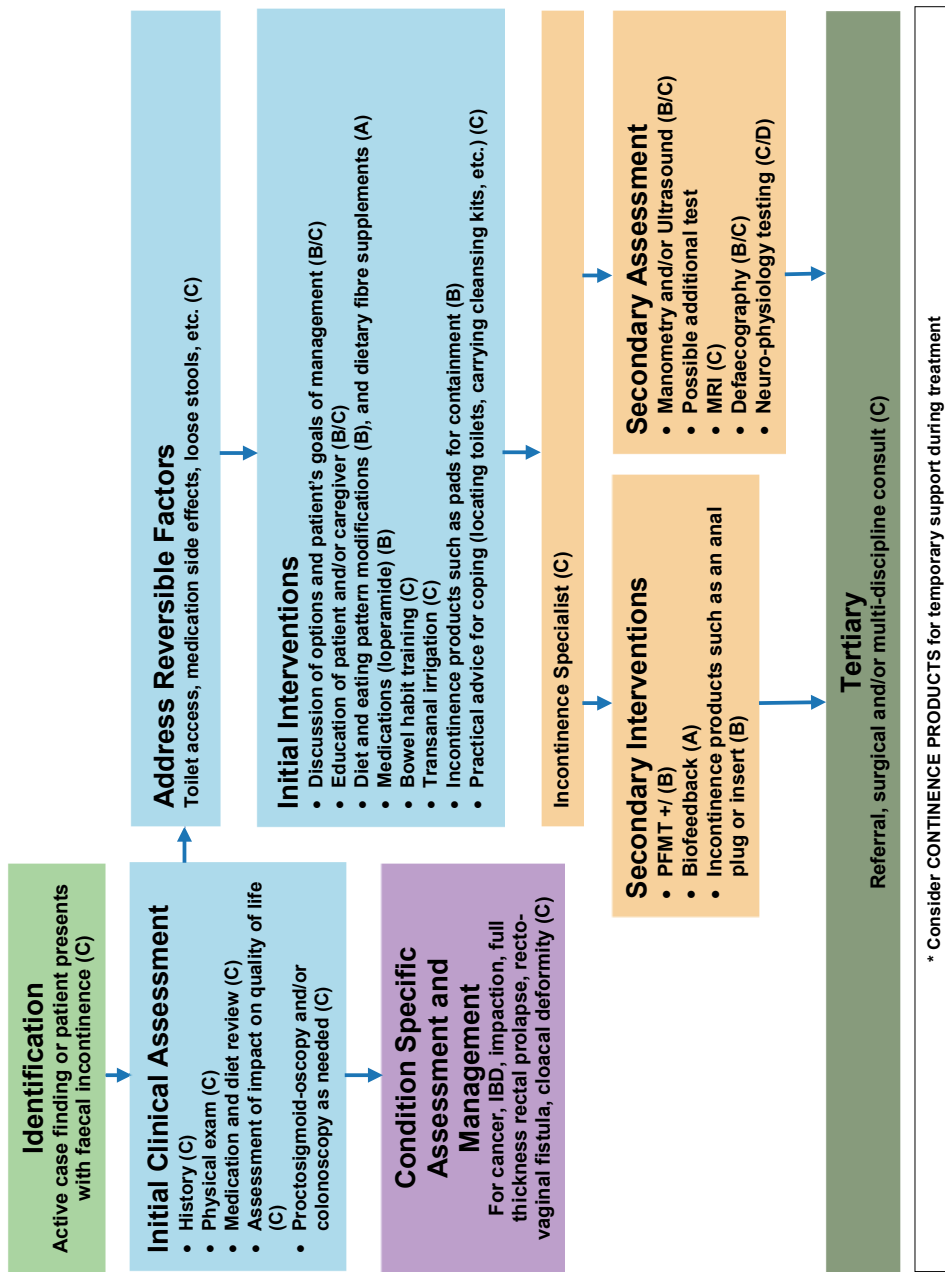 Identification
Active case finding or patient presents
with faecal incontinence (C)
Initial Clinical Assessment
• History (C)
• Physical exam (C)
• Medication and diet review (C)
• Assessment of impact on quality of life
(C)
• Proctosigmoid-oscopy and/or
colonoscopy as needed (C)
Condition Specific
Assessment and
Management
For cancer, IBD, impaction, full
thickness rectal prolapse, recto-
vaginal fistula, cloacal deformity (C)
Address Reversible Factors
Toilet access, medication side effects, loose stools, etc. (C)
Initial Interventions
• Discussion of options and patient's goals of management (B/C)
• Education of patient and/or caregiver (B/C)
• Diet and eating pattern modifications (B), and dietary fibre supplements (A)
• Medications (loperamide) (B)
• Bowel habit training (C)
• Transanal irrigation (C)
• Incontinence products such as pads for containment (B)
• Practical advice for coping (locating toilets, carrying cleansing kits, etc.) (C)
Incontinence Specialist (C)
Secondary Interventions
• PFMT +/ (B)
• Biofeedback (A)
• Incontinence products such as an anal
plug or insert (B)
Secondary Assessment
• Manometry and/or Ultrasound (B/C)
• Possible additional test
• MRI (C)
• Defaecography (B/C)
• Neuro-physiology testing (C/D)
Tertiary
Referral, surgical and/or multi-discipline consult (C)
* Consider CONTINENCE PRODUCTS for temporary support during treatment